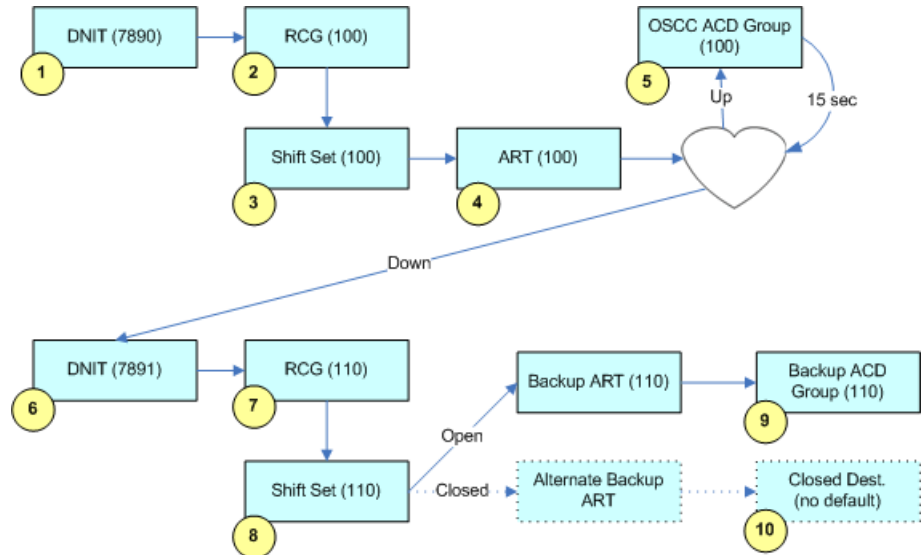 DNIT (7890)
1
RCG (100)
2
OSCC ACD Group
(100)
5
Up
15 sec
Shift Set (100)
3
ART (100)
4
Down
DNIT (7891)
6
RCG (110)
7
Backup ART (110)
Backup ACD
Group (110)
9
Open
Shift Set (110)
8
Closed
Alternate Backup
ART
Closed Dest.
(no default)
10